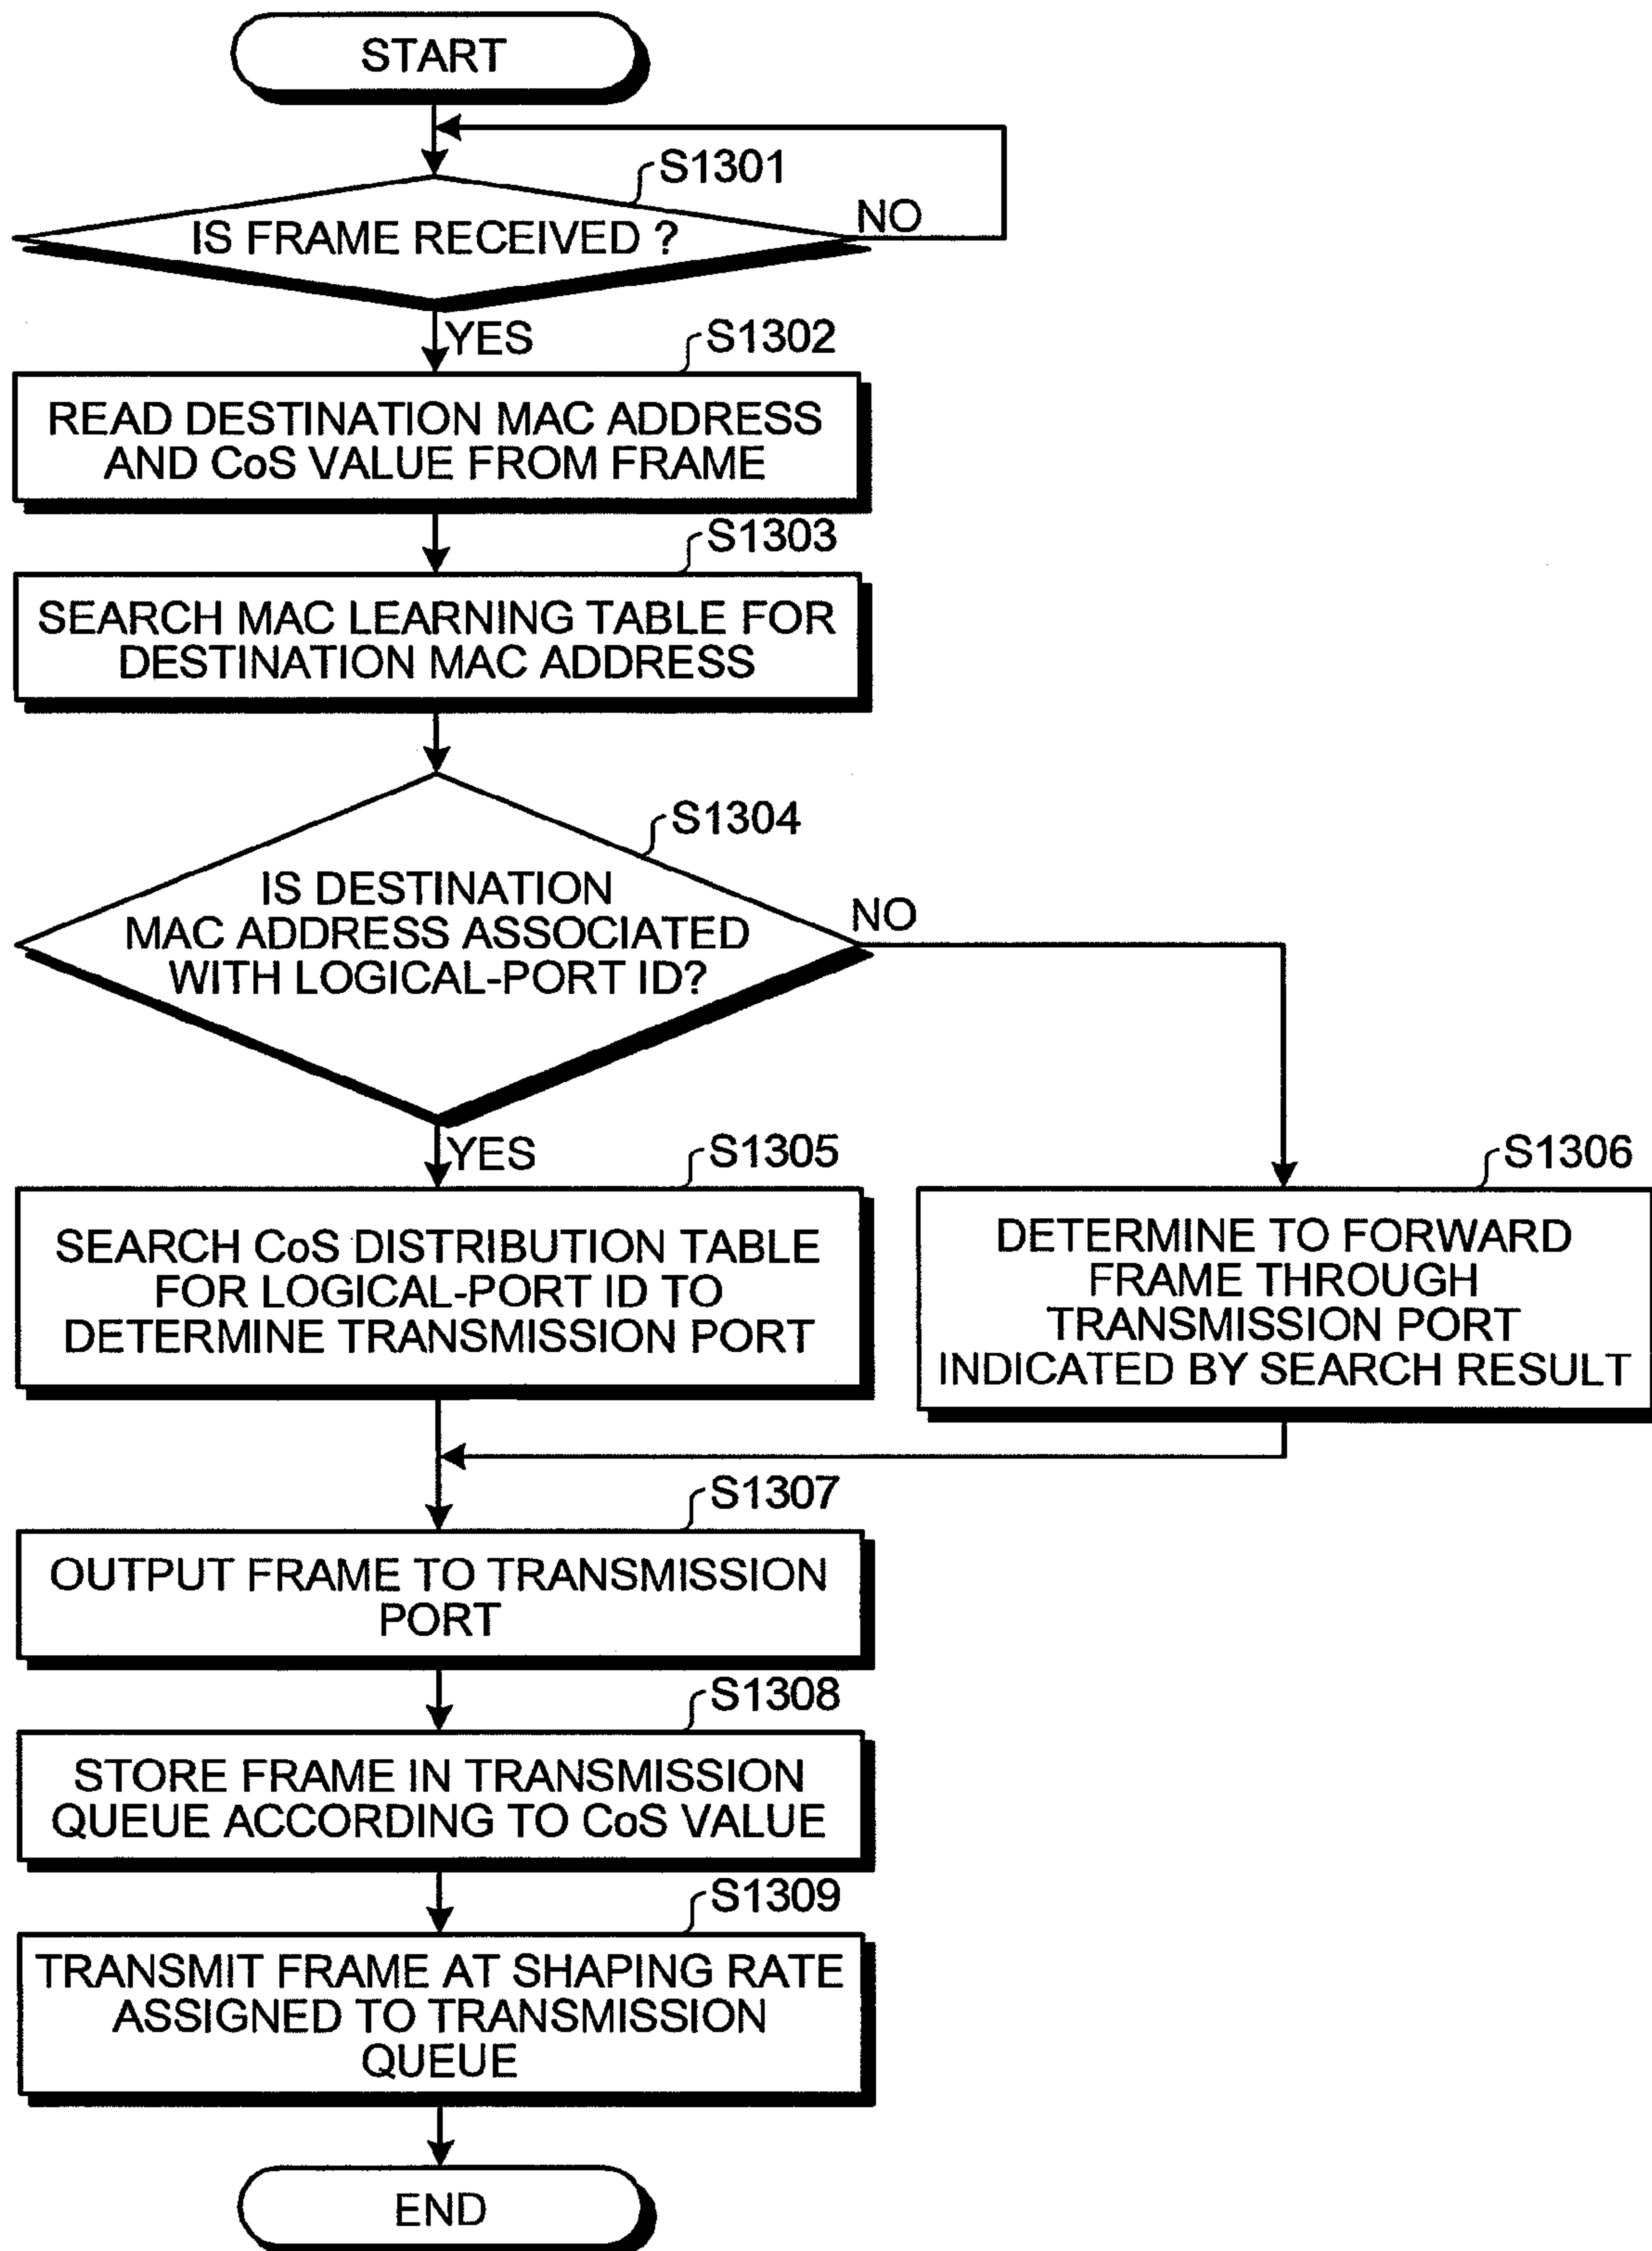 START
S1301
IS FRAME RECEIVED ?
NO
YES
S1302
READ DESTINATION MAC ADDRESS
AND CoS VALUE FROM FRAME
S1303
SEARCH MAC LEARNING TABLE FOR
DESTINATION MAC ADDRESS
S1304
IS DESTINATION
MAC ADDRESS ASSOCIATED
WITH LOGICAL-PORT ID?
NO
YES
S1305
SEARCH CoS DISTRIBUTION TABLE
FOR LOGICAL-PORT ID TO
DETERMINE TRANSMISSION PORT
S1306
DETERMINE TO FORWARD
FRAME THROUGH
TRANSMISSION PORT
INDICATED BY SEARCH RESULT
S1307
OUTPUT FRAME TO TRANSMISSION
PORT
S1308
STORE FRAME IN TRANSMISSION
QUEUE ACCORDING TO CoS VALUE
S1309
TRANSMIT FRAME AT SHAPING RATE
ASSIGNED TO TRANSMISSION
QUEUE
END